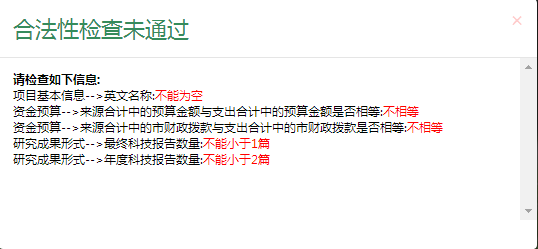 合法性检查未通过
请检查如下信息:
项目基本信息-->英文名称:不能为空
资金预算-->来源合计中的预算金额与支出合计中的预算金额是否相等:不相等
资金预算-->来源合计中的市财政拨款与支出合计中的市财政拨款是否相等:不相等
研究成果形式-->最终科技报告数量:不能小于1篇
研究成果形式-->年度科技报告数量:不能小于2篇